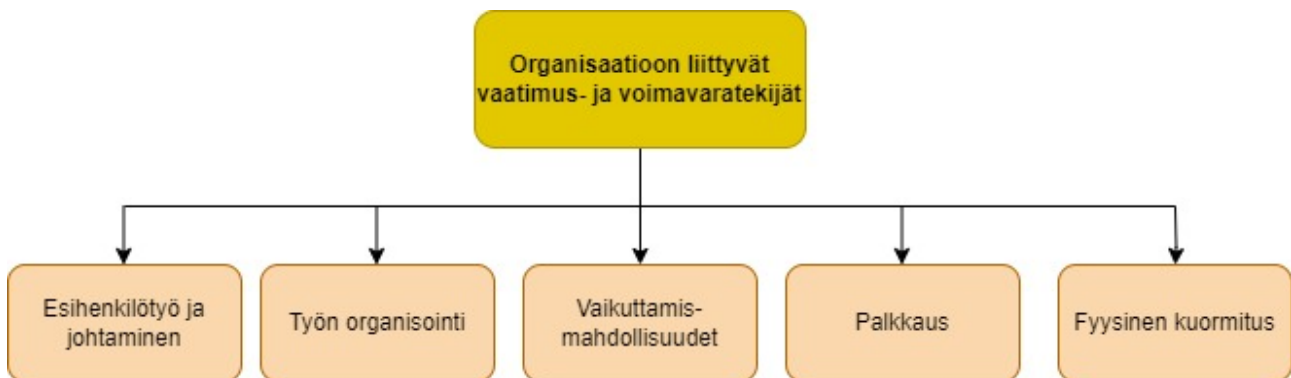 Organisaatioon liittyvät
vaatimus- ja voimavaratekijät
Esihenkilötyö ja
johtaminen
Työn organisointi
Vaikuttamis-
mahdollisuudet
Palkkaus
Fyysinen kuormitus